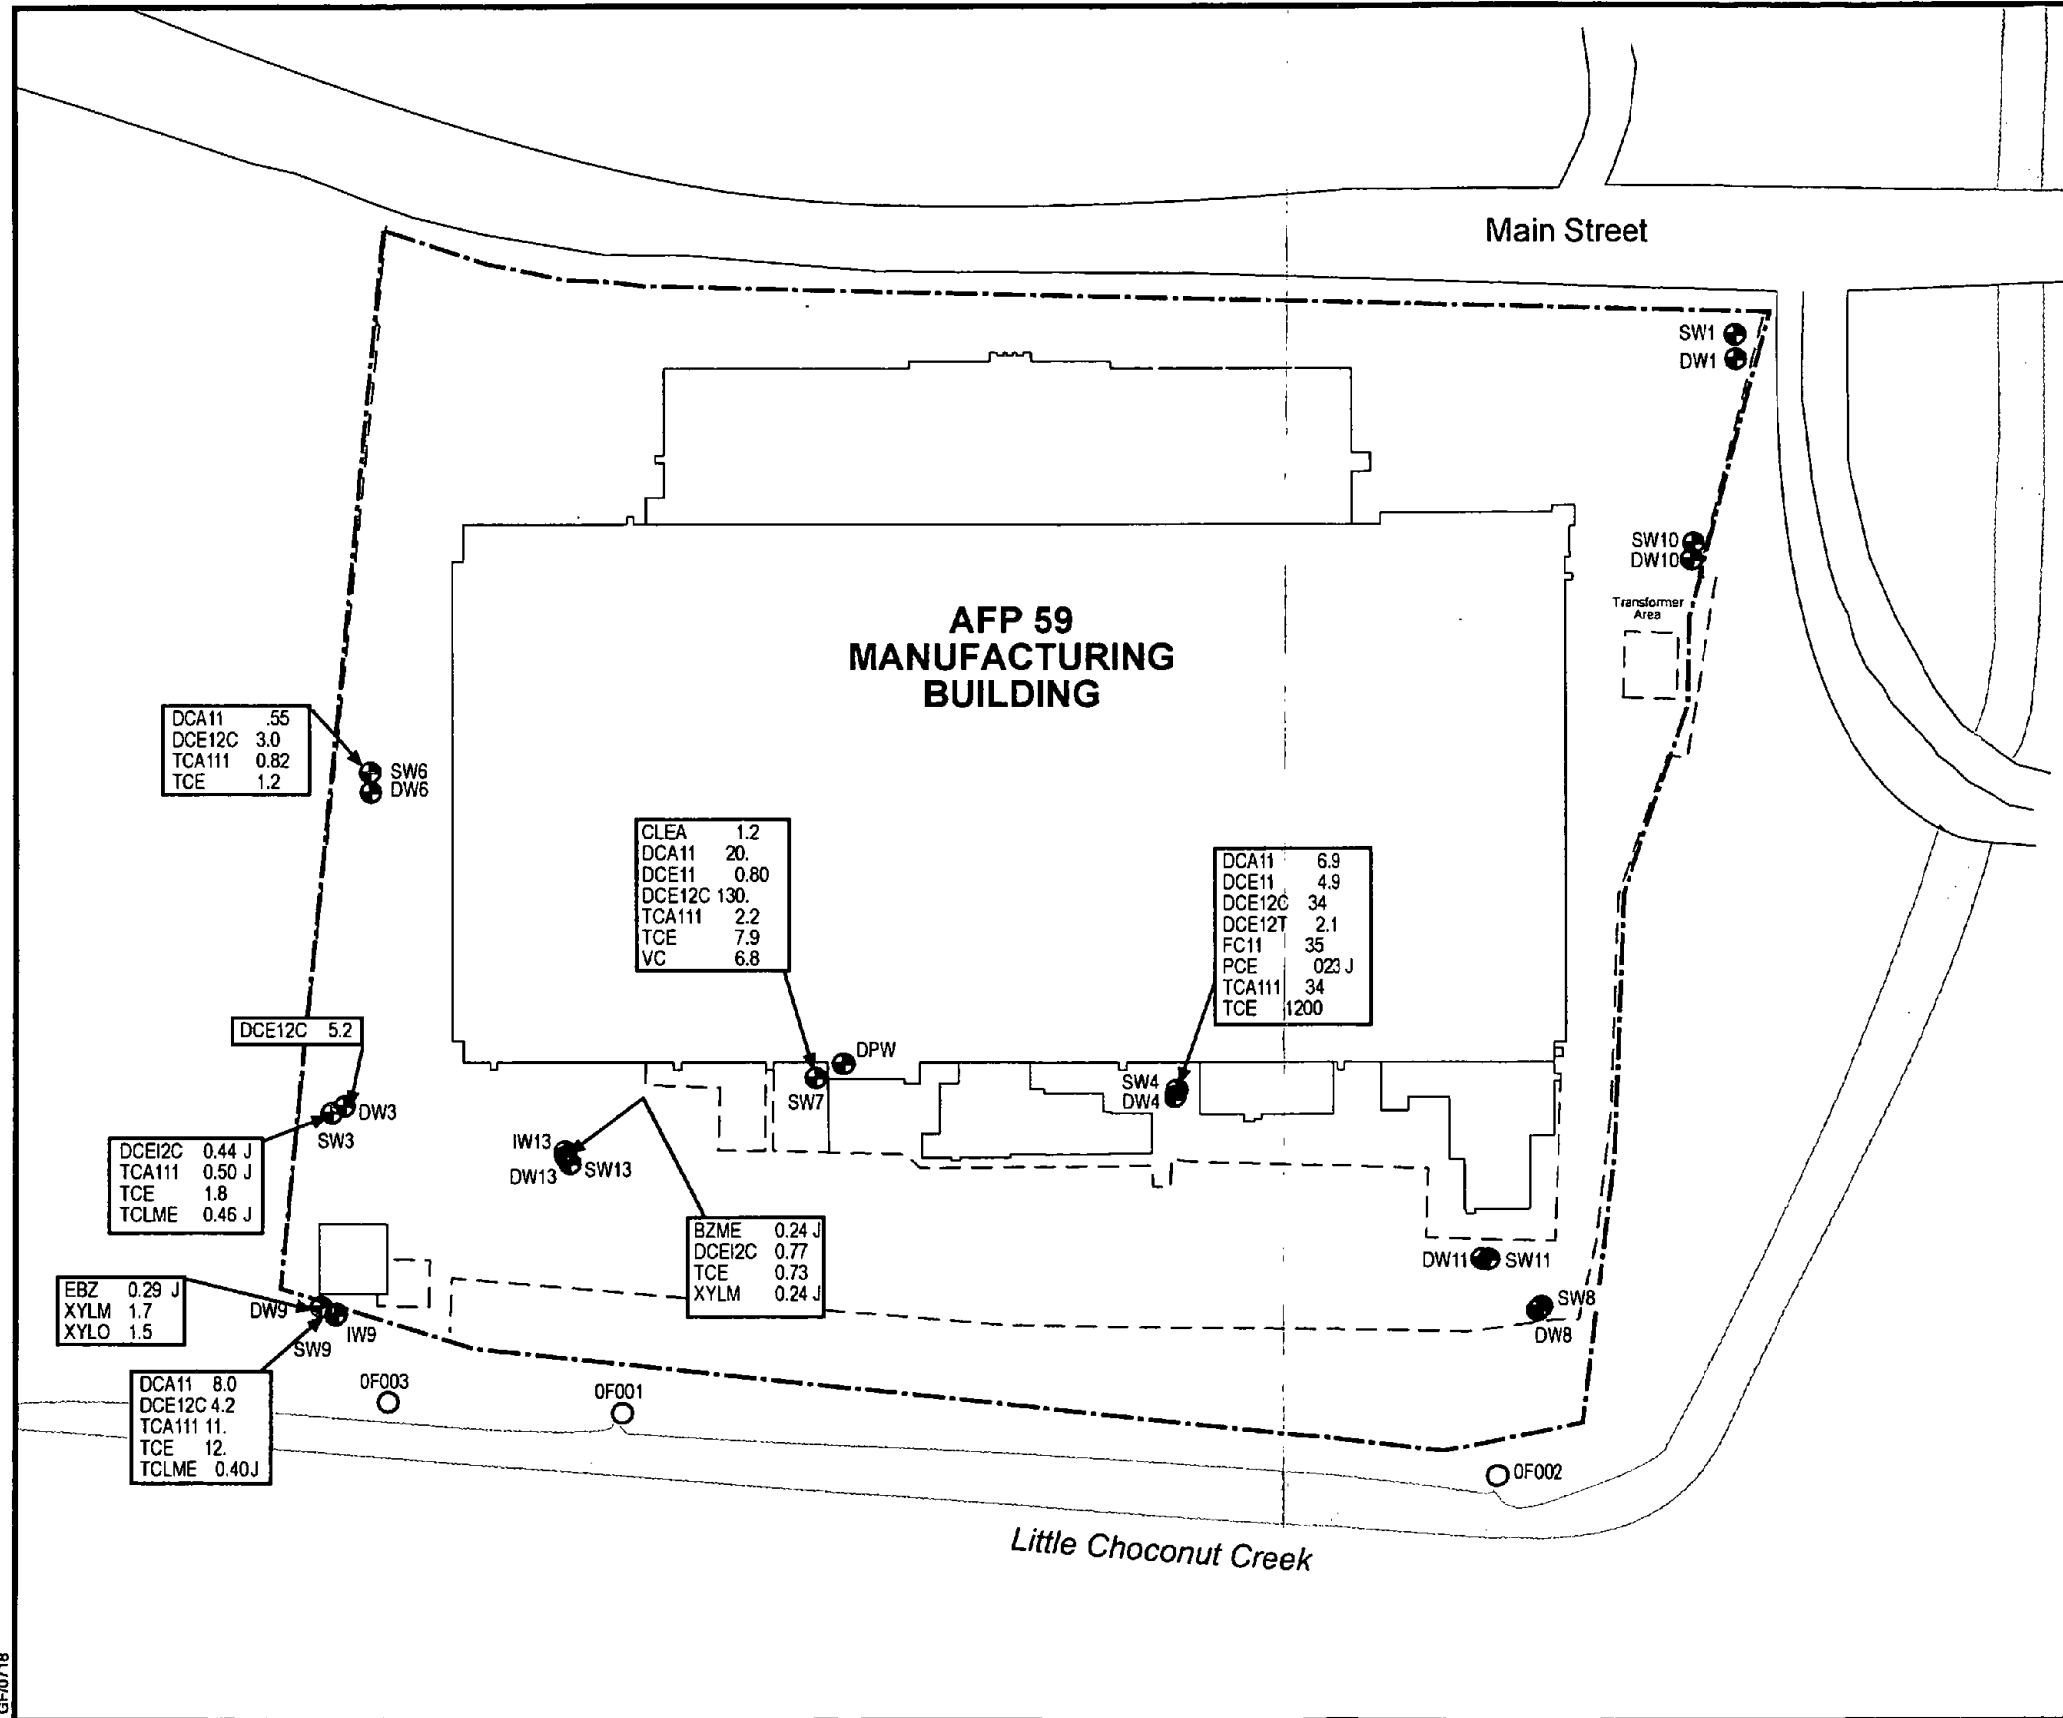 Main Street
SW1
DW1
SW10
DW10
Transformer
Area
AFP 59
MANUFACTURING
BUILDING
DCA11 .55
DCE12C 3.0
TCA111 0.82
TCE 1.2
SW6
DW6
CLEA 1.2
DCA11 20.
DCE11 0.80
DCE12C 130.
TCA111 2.2
TCE 7.9
VC 6.8
DCA11 6.9
DCE11 4.9
DCE12C 34
DCE12T 2.1
FC11 35
PCE 023 J
TCA111 34
TCE 1200
DCE12C 5.2
DPW
SW7
SW4
DW4
DW3
SW3
IW13
DW13
SW13
DCEI2C 0.44 J
TCA111 0.50 J
TCE 1.8
TCLME 0.46 J
BZME 0.24 J
DCEI2C 0.77
TCE 0.73
XYLM 0.24 J
DW11
SW11
EBZ 0.29 J
XYLM 1.7
XYLO 1.5
DW9
IW9
SW9
SW8
DW8
DCA11 8.0
DCE12C 4.2
TCA111 11.
TCE 12.
TCLME 0.40J
0F003
0F001
0F002
Little Choconut Creek